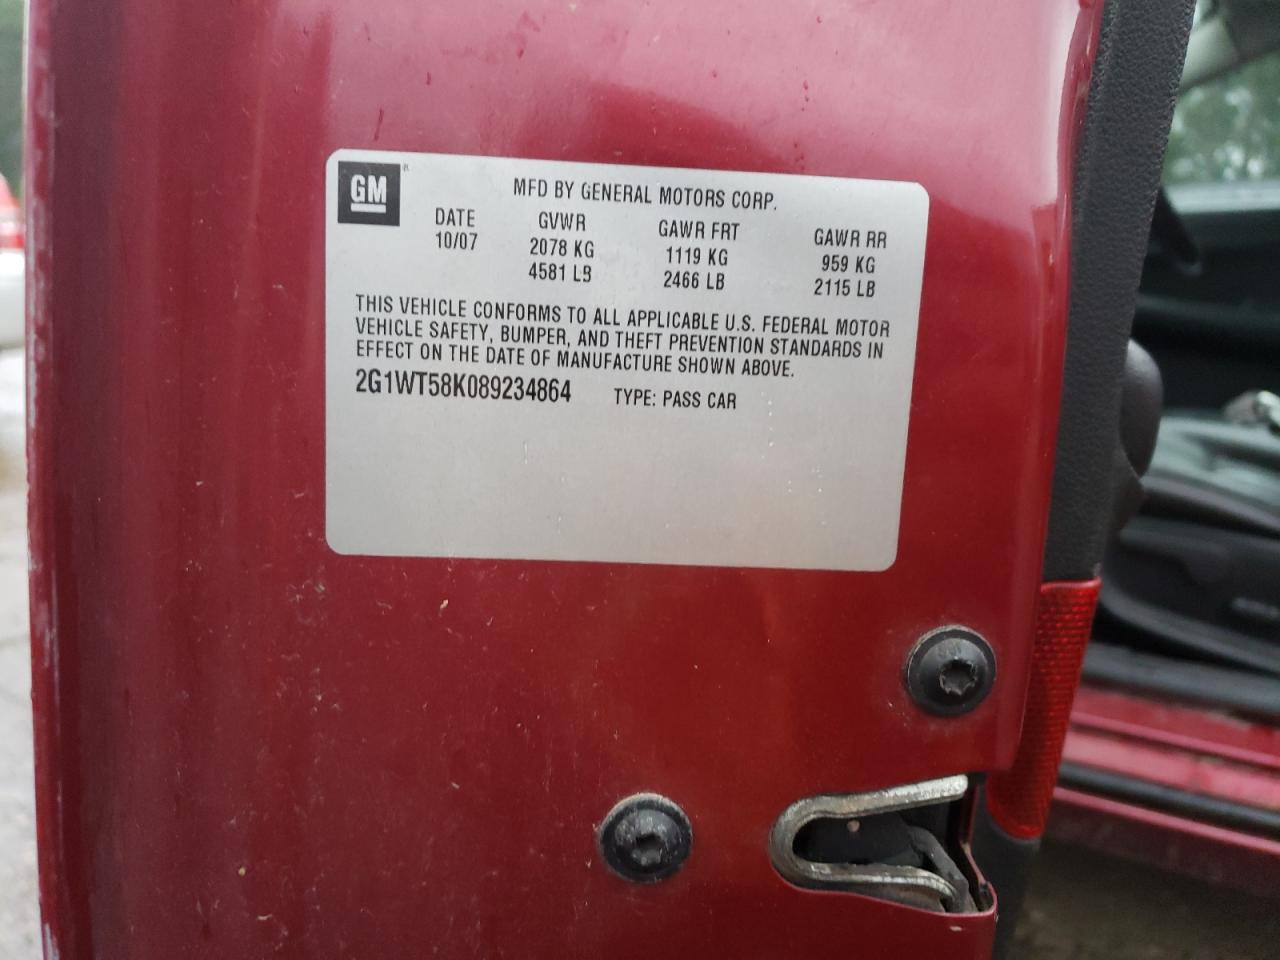 GM®
MFD BY GENERAL MOTORS CORP.
DATE GVWR GAWR FRT GAWR RR
10/07 2078 KG 1119 KG 959 KG
4581 LB 2466 LB 2115 LB
THIS VEHICLE CONFORMS TO ALL APPLICABLE U.S. FEDERAL MOTOR
VEHICLE SAFETY, BUMPER, AND THEFT PREVENTION STANDARDS IN
EFFECT ON THE DATE OF MANUFACTURE SHOWN ABOVE.
2G1WT58K089234864 TYPE: PASS CAR